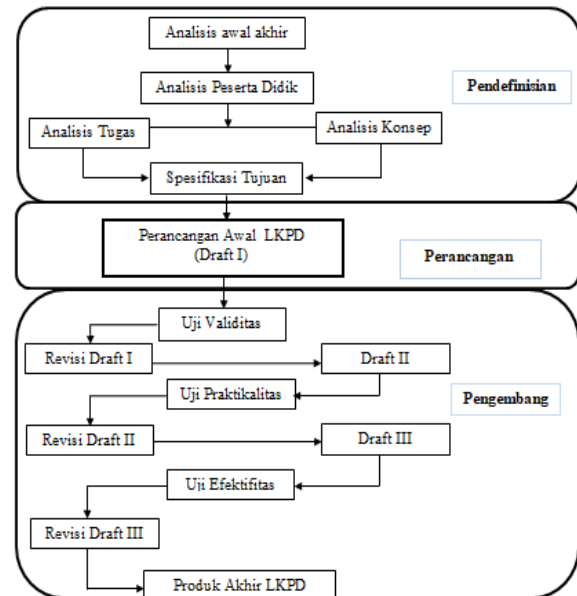 Analisis awal akhir
Analisis Peserta Didik
Pendefinisian
Analisis Tugas
Analisis Konsep
Spesifikasi Tujuan
Perancangan Awal LKPD
(Draft I)
Perancangan
Uji Validitas
Revisi Draft I
Draft II
Uji Praktikalitas
Pengembang
Revisi Draft II
Draft III
Uji Efektifitas
Revisi Draft III
Produk Akhir LKPD